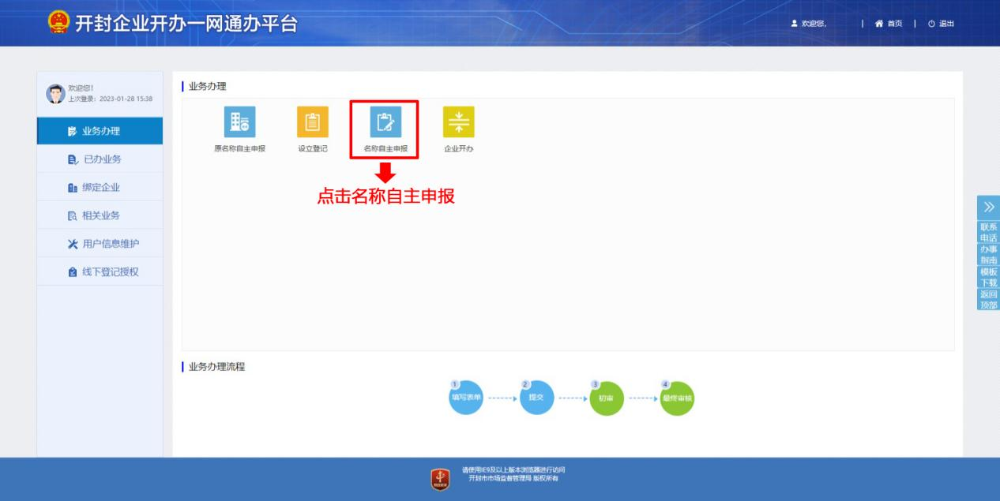 开封企业开办一网通办平台
欢迎您, | 首页 | 退出
欢迎您!
上次登录: 2023-01-28 15:38
业务办理
已办业务
绑定企业
相关业务
用户信息维护
线下登记授权
业务办理
原名称自主申报
设立登记
名称自主申报
企业开办
点击名称自主申报
业务办理流程
1
填写表单
2
提交
3
初审
4
最终审核
联系
电话
办事
指南
模板
下载
返回
顶部
请使用IE9及以上版本浏览器进行访问
开封市市场监督管理局 版权所有